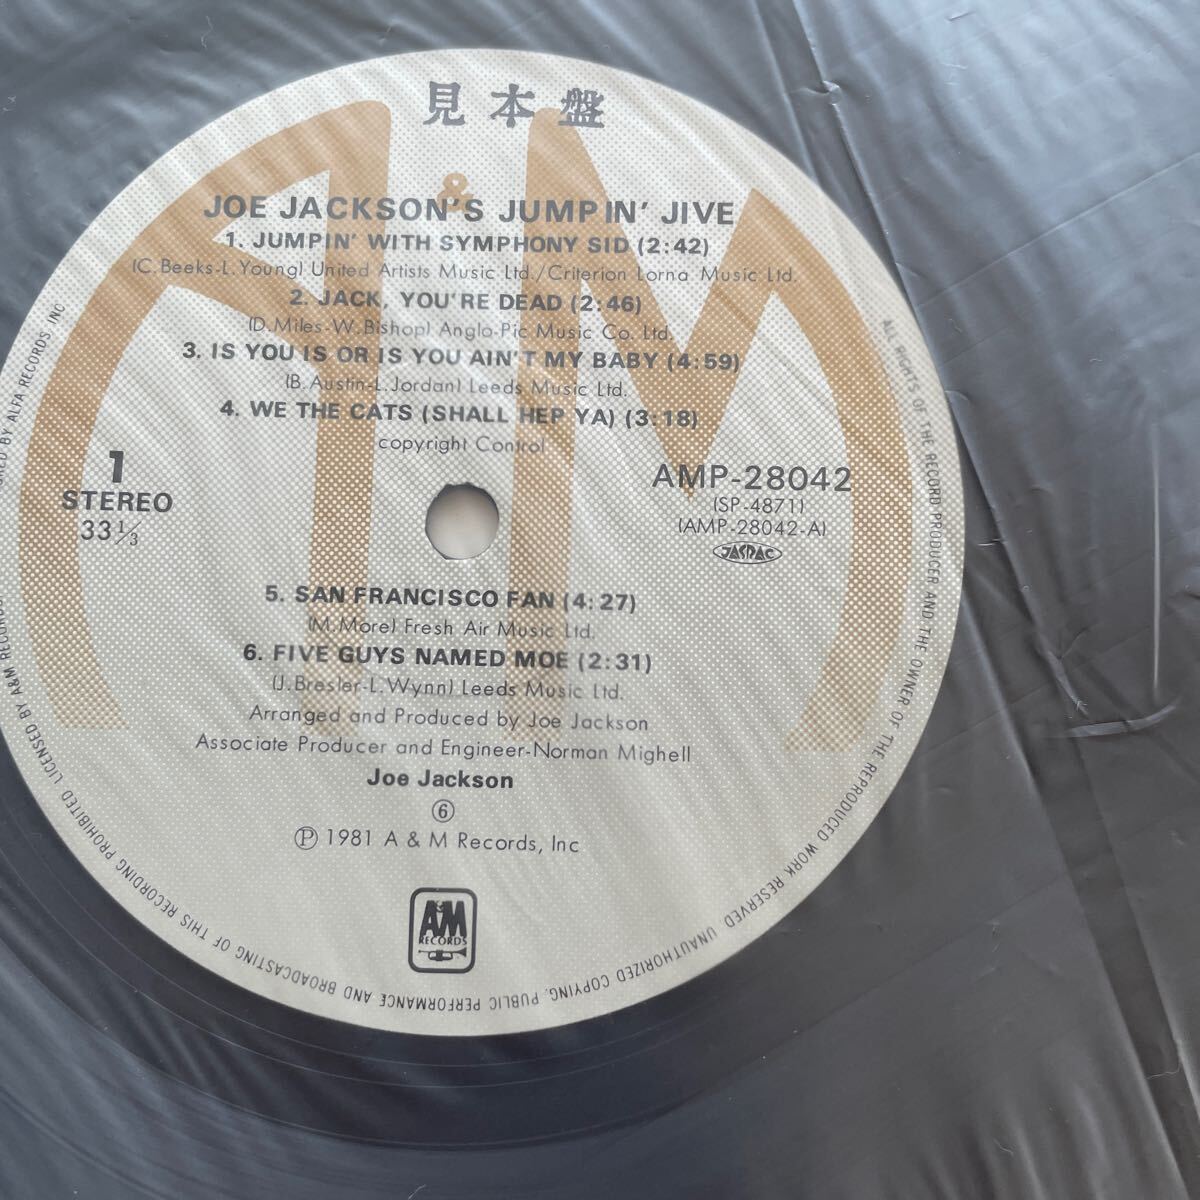 見本盤
&
JOE JACKSON'S JUMPIN' JIVE
1. JUMPIN' WITH SYMPHONY SID (2:42)
(C.Beeks-L.Young) United Artists Music Ltd./Criterion Lorna Music Ltd.
2. JACK, YOU'RE DEAD (2:46)
(D.Miles-W.Bishop) Anglo-Pic Music Co. Ltd.
3. IS YOU IS OR IS YOU AIN'T MY BABY (4:59)
(B.Austin-L.Jordan) Leeds Music Ltd.
4. WE THE CATS (SHALL HEP YA) (3:18)
copyright Control
1
STEREO
33 1/3
AMP-28042
(SP-4871)
(AMP-28042-A)
JASRAC
5. SAN FRANCISCO FAN (4:27)
(M.More) Fresh Air Music Ltd.
6. FIVE GUYS NAMED MOE (2:31)
(J.Bresler-L.Wynn) Leeds Music Ltd.
Arranged and Produced by Joe Jackson
Associate Producer and Engineer-Norman Mighell
Joe Jackson
⑥
Ⓟ 1981 A & M Records, Inc
A&M
RECORDS
ALL RIGHTS OF THE RECORD PRODUCER AND THE OWNER OF THE REPRODUCED WORK RESERVED. UNAUTHORIZED COPYING, PUBLIC PERFORMANCE AND BROADCASTING OF THIS RECORDING PROHIBITED. LICENSED BY A&M RECORDS.
BY ALFA RECORDS, INC